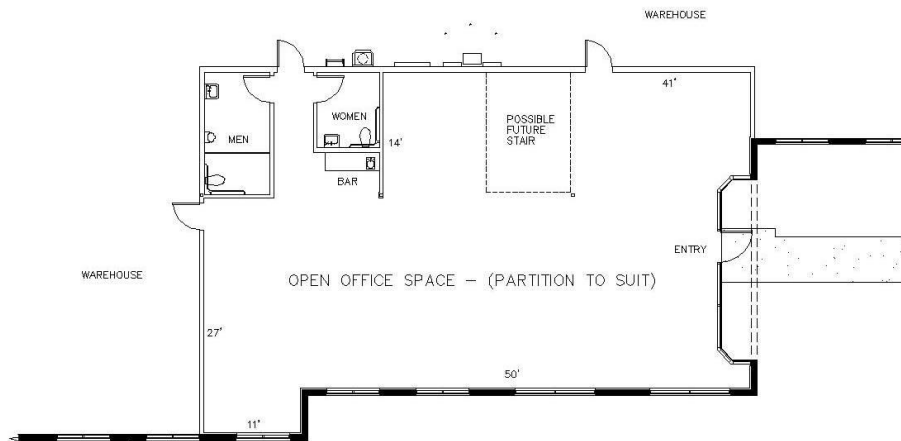 WAREHOUSE
41'
WOMEN
POSSIBLE
FUTURE
STAIR
MEN
14'
BAR
ENTRY
WAREHOUSE
OPEN OFFICE SPACE – (PARTITION TO SUIT)
27'
50'
11'